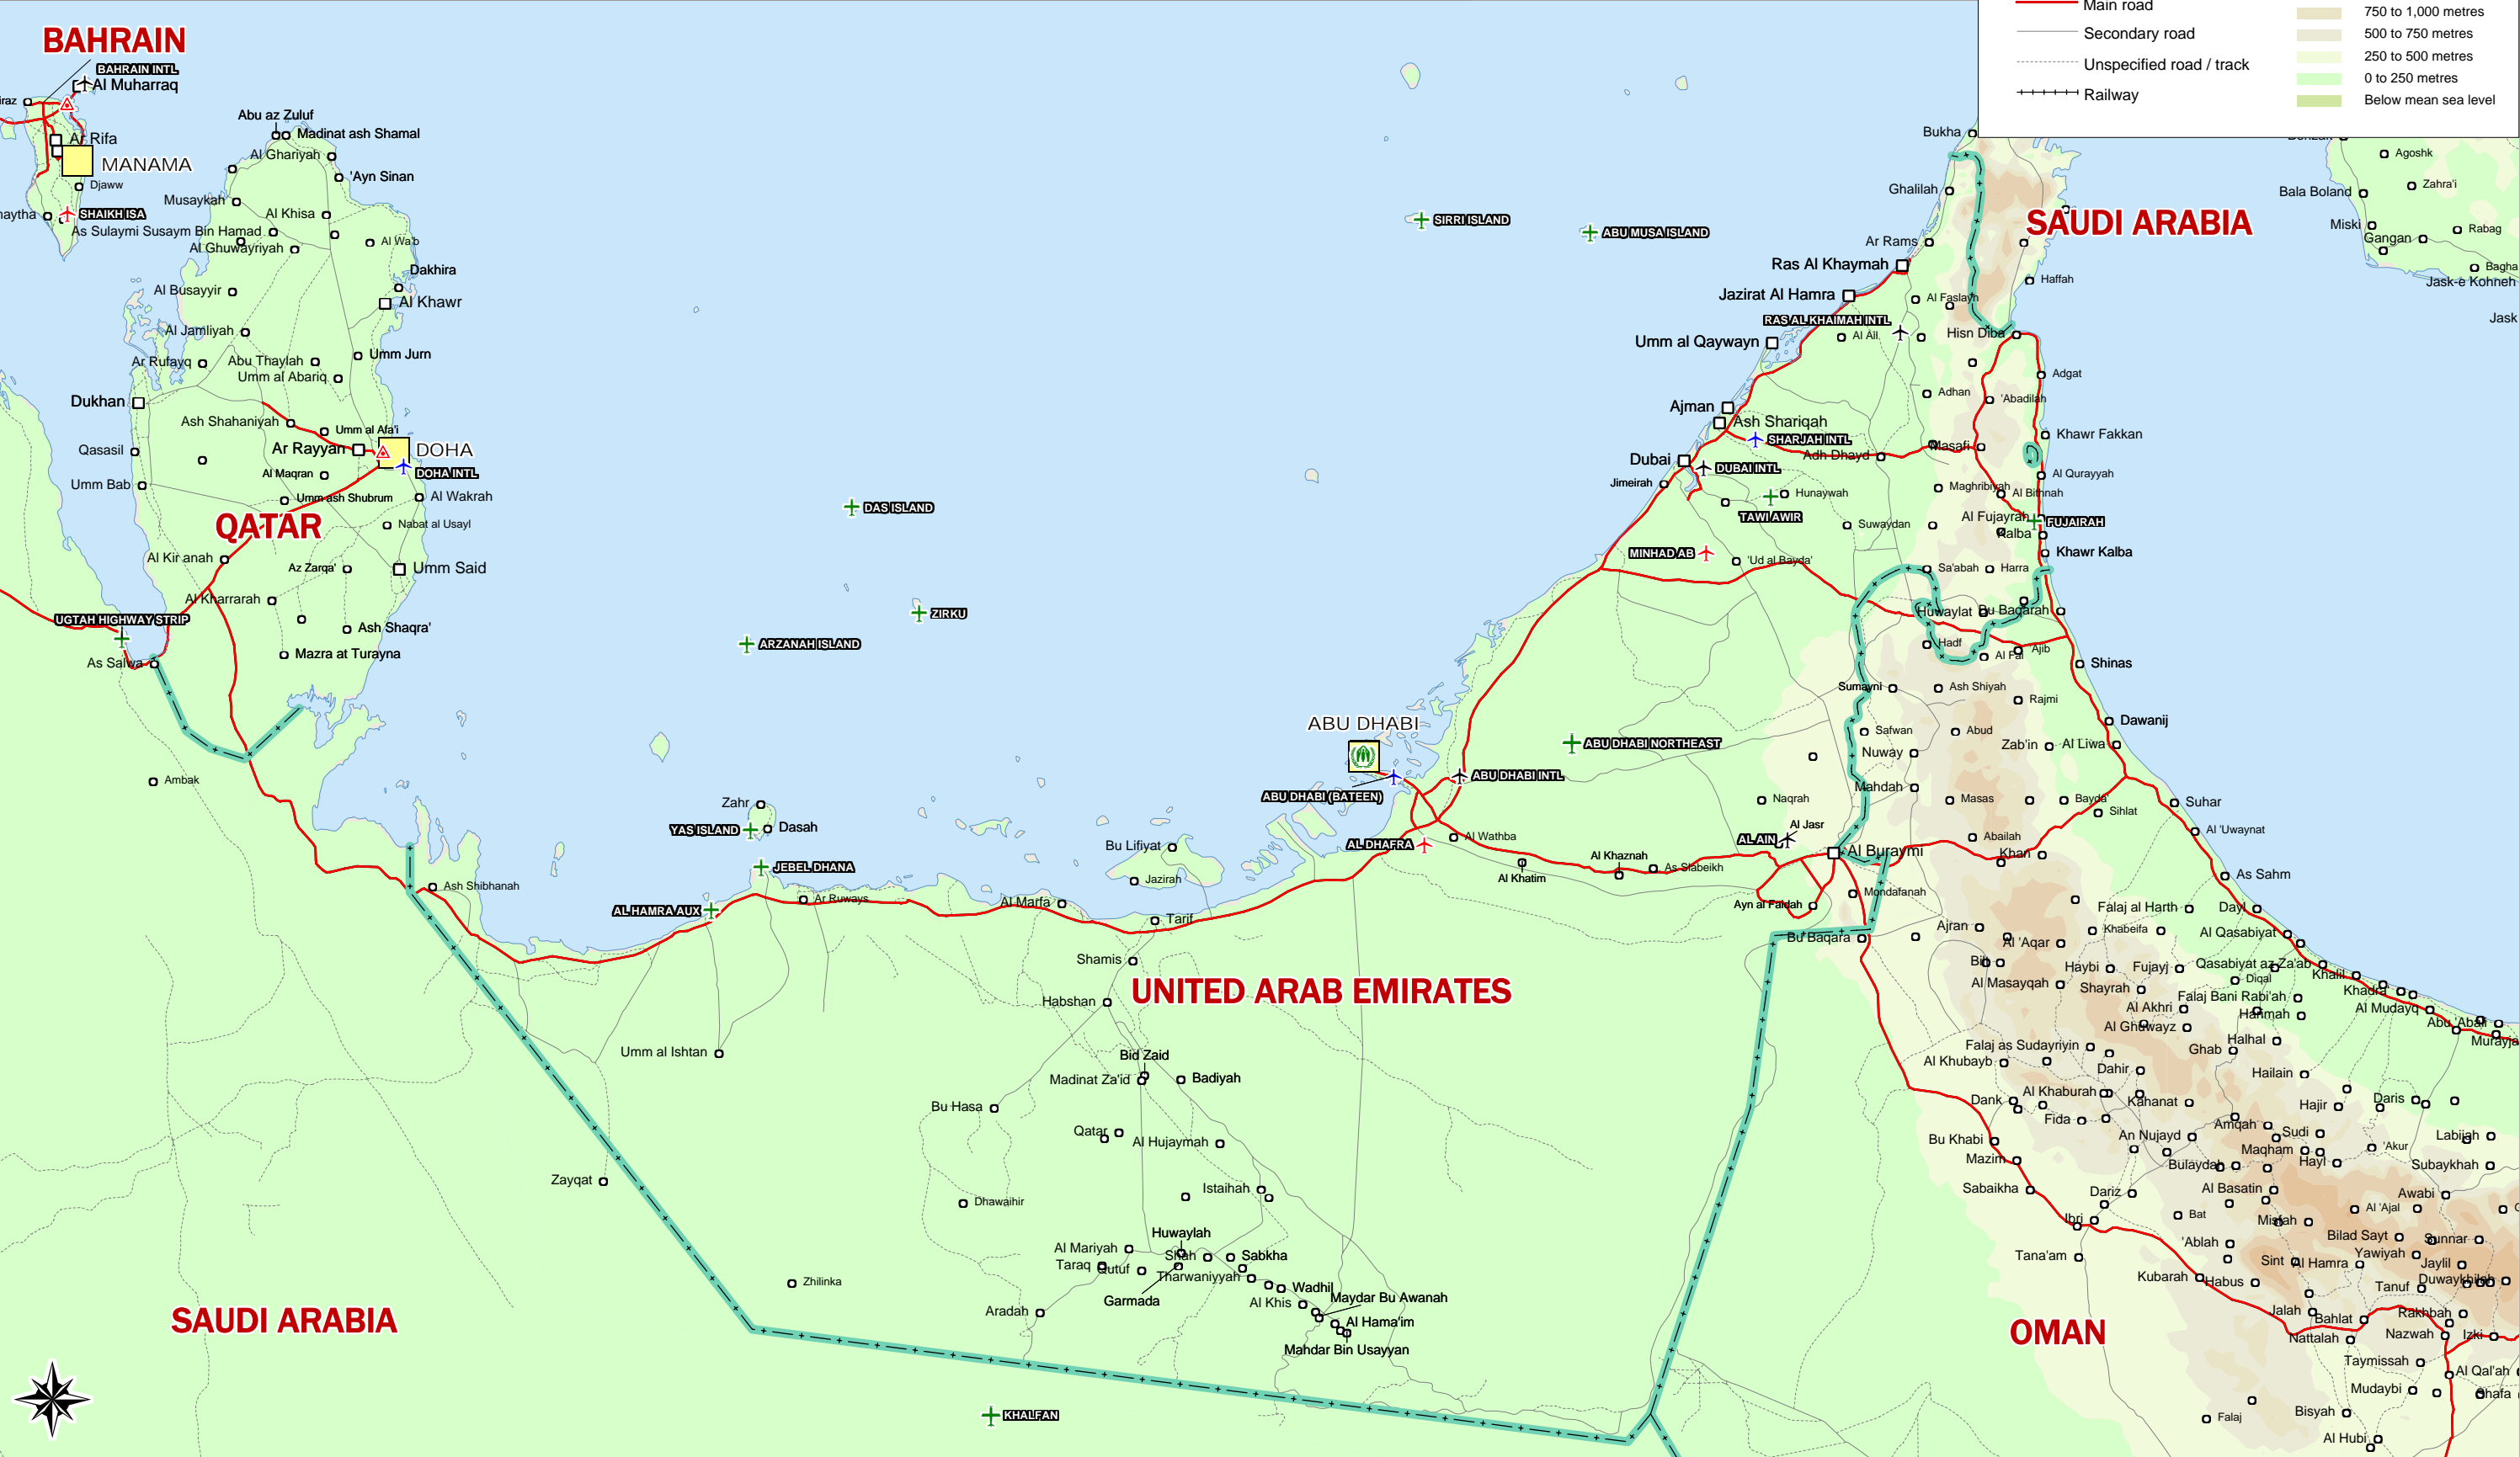 Main road
Secondary road
Unspecified road / track
Railway
750 to 1,000 metres
500 to 750 metres
250 to 500 metres
0 to 250 metres
Below mean sea level
BAHRAIN
BAHRAIN INTL
Al Muharraq
Ar Rifa
MANAMA
Djaww
SHAIKH ISA
Abu az Zuluf
Madinat ash Shamal
Al Ghariyah
'Ayn Sinan
Musaykah
Al Khisa
As Sulaymi Susaym Bin Hamad
Al Ghuwayriyah
Al Wa'b
Dakhira
Al Busayyir
Al Khawr
Al Jamliyah
Ar Rufayq
Abu Thaylah
Umm Jurn
Umm al Abariq
Dukhan
Ash Shahaniyah
Umm al Afa'i
Ar Rayyan
DOHA
DOHA INTL
Qasasil
Al Maqran
Umm Bab
Umm ash Shubrum
Al Wakrah
QATAR
Nabat al Usayl
Al Kir anah
Az Zarqa'
Umm Said
Al Kharrarah
UGTAH HIGHWAY STRIP
Ash Shaqra'
Mazra at Turayna
As Salwa
Ambak
SIRRI ISLAND
ABU MUSA ISLAND
DAS ISLAND
ZIRKU
ARZANAH ISLAND
Zahr
YAS ISLAND
Dasah
JEBEL DHANA
Ash Shibhanah
AL HAMRA AUX
Ar Ruways
Al Marfa
Bu Lifiyat
Jazirah
Tarif
Shamis
Habshan
Umm al Ishtan
Bid Zaid
Madinat Za'id
Badiyah
Bu Hasa
Qatar
Al Hujaymah
Zayqat
Dhawaihir
Istaihah
Huwaylah
Al Mariyah
Shah
Sabkha
Taraq
Qutuf
Tharwaniyyah
Zhilinka
Wadhil
Garmada
Al Khis
Maydar Bu Awanah
Aradah
Al Hama'im
Mahdar Bin Usayyan
KHALFAN
SAUDI ARABIA
UNITED ARAB EMIRATES
ABU DHABI
ABU DHABI (BATEEN)
ABU DHABI INTL
ABU DHABI NORTHEAST
AL DHAFRA
Al Wathba
Al Khatim
Al Khaznah
As Slabeikh
AL AIN
Al Jasr
Al Buraymi
Naqrah
Mondafanah
Ayn al Faidah
Bu Baqara
Bukha
Ghalilah
SAUDI ARABIA
Ar Rams
Ras Al Khaymah
Haffah
Jazirat Al Hamra
Al Faslayh
RAS AL KHAIMAH INTL
Al Ali
Hisn Diba
Umm al Qaywayn
Adgat
Adhan
'Abadilah
Ajman
Ash Shariqah
SHARJAH INTL
Khawr Fakkan
Masafi
Dubai
DUBAI INTL
Adh Dhayd
Al Qurayyah
Jimeirah
Hunaywah
Maghribiyah
Al Bithnah
TAWI AWIR
Al Fujayrah
FUJAIRAH
Suwaydan
Kalba
Khawr Kalba
MINHAD AB
'Ud al Bayda'
Sa'abah
Harra
Huwaylat
Bu Baqarah
Hadf
Al Fai
Ajib
Shinas
Sumayni
Ash Shiyah
Rajmi
Dawanij
Safwan
Abud
Nuway
Zab'in
Al Liwa
Mahdah
Masas
Bayda'
Sihlat
Suhar
Al 'Uwaynat
Abailah
Khan
As Sahm
Falaj al Harth
Dayl
Ajran
Khabeifa
Al 'Aqar
Al Qasabiyat
Haybi
Fujayj
Qasabiyat az Za'ab
Khalil
Al Masayqah
Shayrah
Diqal
Khadra
Al Akhri
Falaj Bani Rabi'ah
Al Mudayq
Al Ghuwayz
Harmah
Abu 'Abali
Falaj as Sudayriyin
Halhal
Ghab
Al Khubayb
Dahir
Hailain
Al Khaburah
Dank
Kahanat
Hajir
Daris
Fida
Amqah
Sudi
Bu Khabi
An Nujayd
Labijah
Maqham
'Akur
Mazim
Bulaydah
Hayl
Subaykhah
Sabaikha
Dariz
Al Basatin
Awabi
Bat
Al 'Ajal
Ibri
Misfah
Bilad Sayt
Sunnar
'Ablah
Yawiyah
Tana'am
Sint
Al Hamra
Jaylil
Kubarah
Habus
Tanuf
OMAN
Jalah
Bahlat
Rakhbah
Nattalah
Nazwah
Izki
Taymissah
Al Qal'ah
Mudaybi
Falaj
Bisyah
Al Hubi
Agoshk
Bala Boland
Zahra'i
Miski
Gangan
Rabag
Bagha
Jask-e Kohneh
Jask